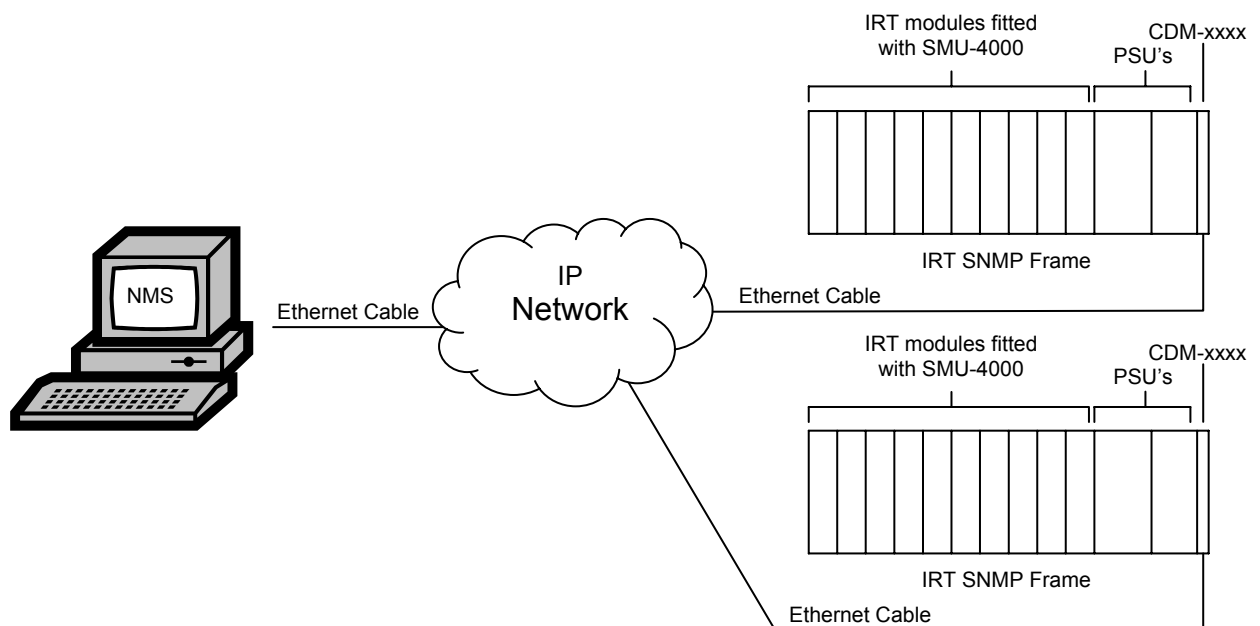 IRT modules fitted
with SMU-4000
CDM-xxxx
PSU's
IRT SNMP Frame
NMS
Ethernet Cable
IP
Network
Ethernet Cable
IRT modules fitted
with SMU-4000
CDM-xxxx
PSU's
IRT SNMP Frame
Ethernet Cable